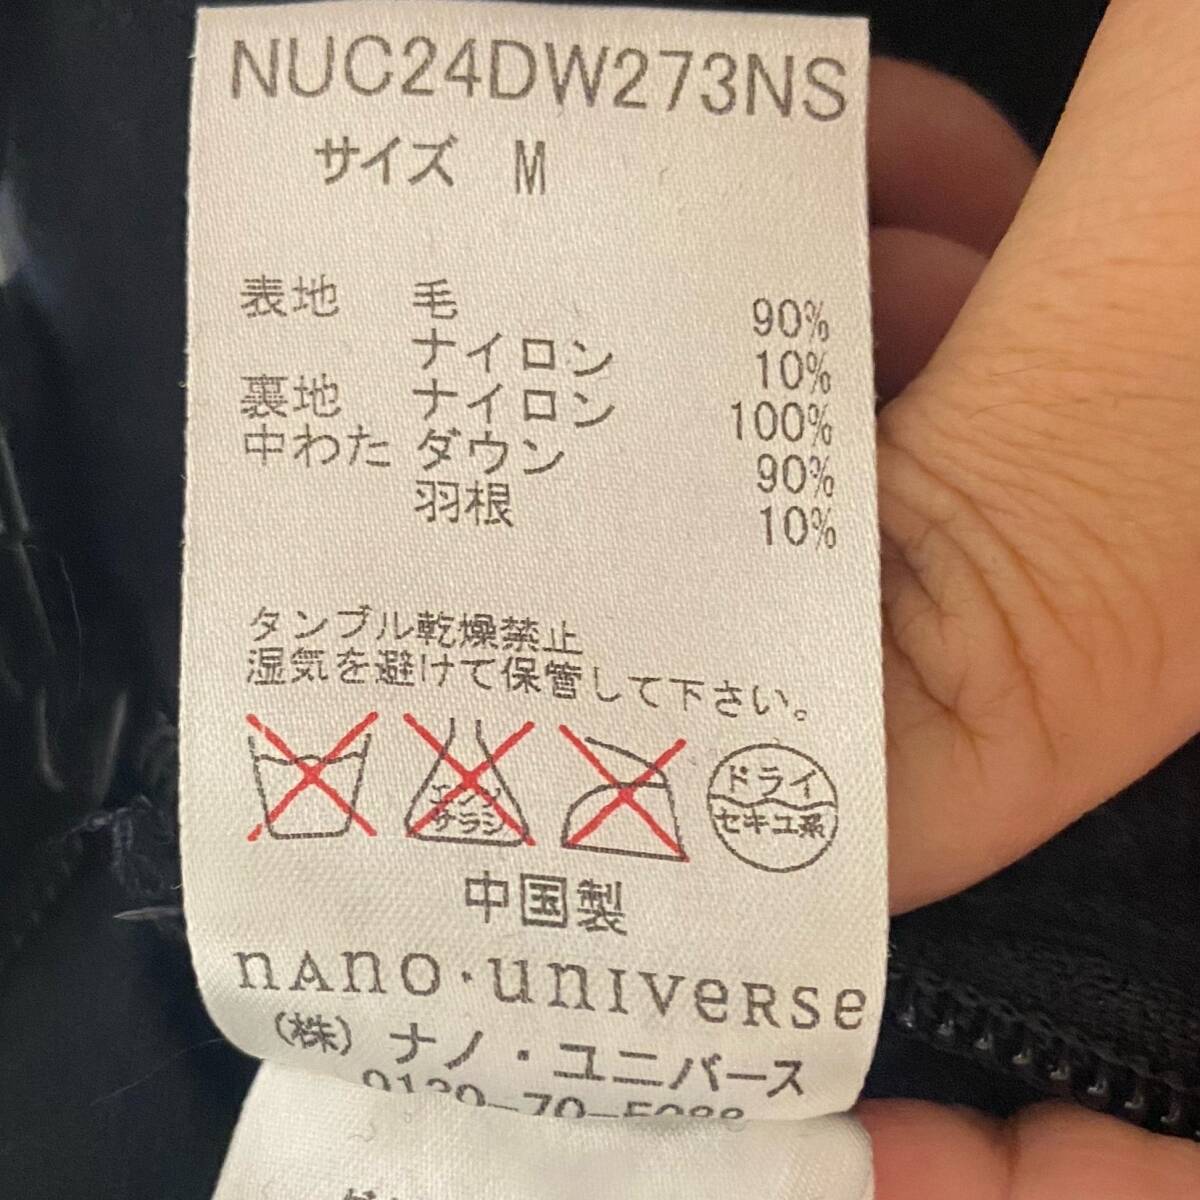 NUC24DW273NS
サイズ M
表地 毛 90%
ナイロン 10%
裏地 ナイロン 100%
中わた ダウン 90%
羽根 10%
タンブル乾燥禁止
湿気を避けて保管して下さい。
エンソ
サラシ
ドライ
セキユ系
中国製
nano・universe
(株)ナノ・ユニバース